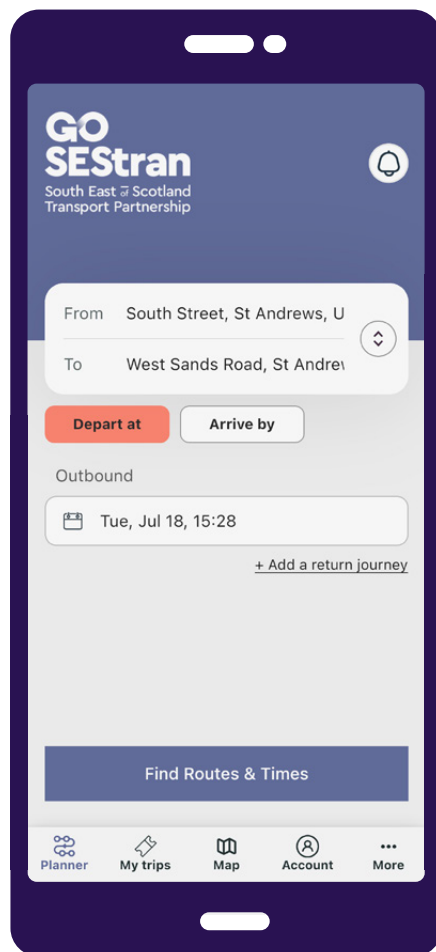 GO
SEStran
South East of Scotland
Transport Partnership
From South Street, St Andrews, U
To West Sands Road, St Andrew
Depart at Arrive by
Outbound
Tue, Jul 18, 15:28
+ Add a return journey
Find Routes & Times
Planner My trips Map Account More